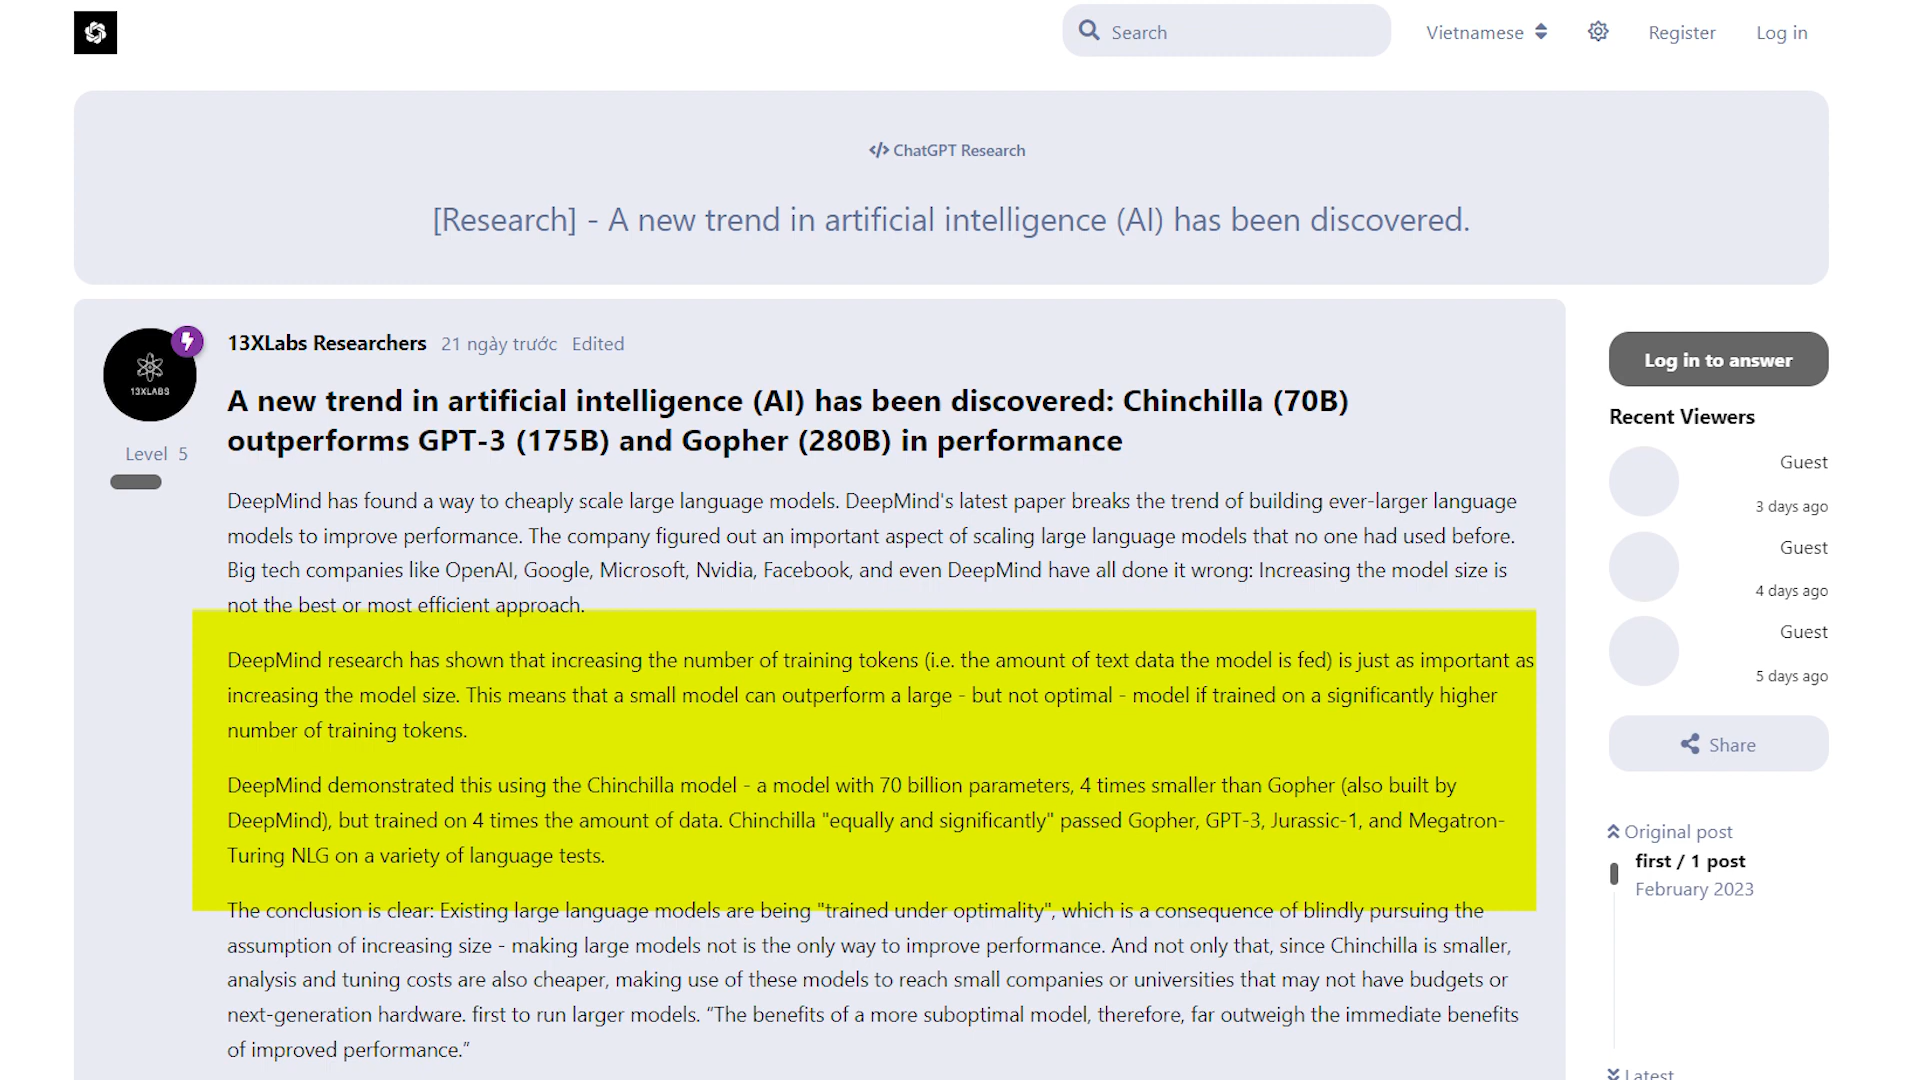 Search
Vietnamese
Register
Log in
ChatGPT Research
[Research] - A new trend in artificial intelligence (AI) has been discovered.
13XLABS
13XLabs Researchers 21 ngày trước Edited
Level 5
A new trend in artificial intelligence (AI) has been discovered: Chinchilla (70B)
outperforms GPT-3 (175B) and Gopher (280B) in performance
DeepMind has found a way to cheaply scale large language models. DeepMind's latest paper breaks the trend of building ever-larger language
models to improve performance. The company figured out an important aspect of scaling large language models that no one had used before.
Big tech companies like OpenAI, Google, Microsoft, Nvidia, Facebook, and even DeepMind have all done it wrong: Increasing the model size is
not the best or most efficient approach.
DeepMind research has shown that increasing the number of training tokens (i.e. the amount of text data the model is fed) is just as important as
increasing the model size. This means that a small model can outperform a large - but not optimal - model if trained on a significantly higher
number of training tokens.
DeepMind demonstrated this using the Chinchilla model - a model with 70 billion parameters, 4 times smaller than Gopher (also built by
DeepMind), but trained on 4 times the amount of data. Chinchilla "equally and significantly" passed Gopher, GPT-3, Jurassic-1, and Megatron-
Turing NLG on a variety of language tests.
The conclusion is clear: Existing large language models are being "trained under optimality", which is a consequence of blindly pursuing the
assumption of increasing size - making large models not is the only way to improve performance. And not only that, since Chinchilla is smaller,
analysis and tuning costs are also cheaper, making use of these models to reach small companies or universities that may not have budgets or
next-generation hardware. first to run larger models. “The benefits of a more suboptimal model, therefore, far outweigh the immediate benefits
of improved performance.”
Log in to answer
Recent Viewers
Guest
3 days ago
Guest
4 days ago
Guest
5 days ago
Share
Original post
first / 1 post
February 2023
Latest